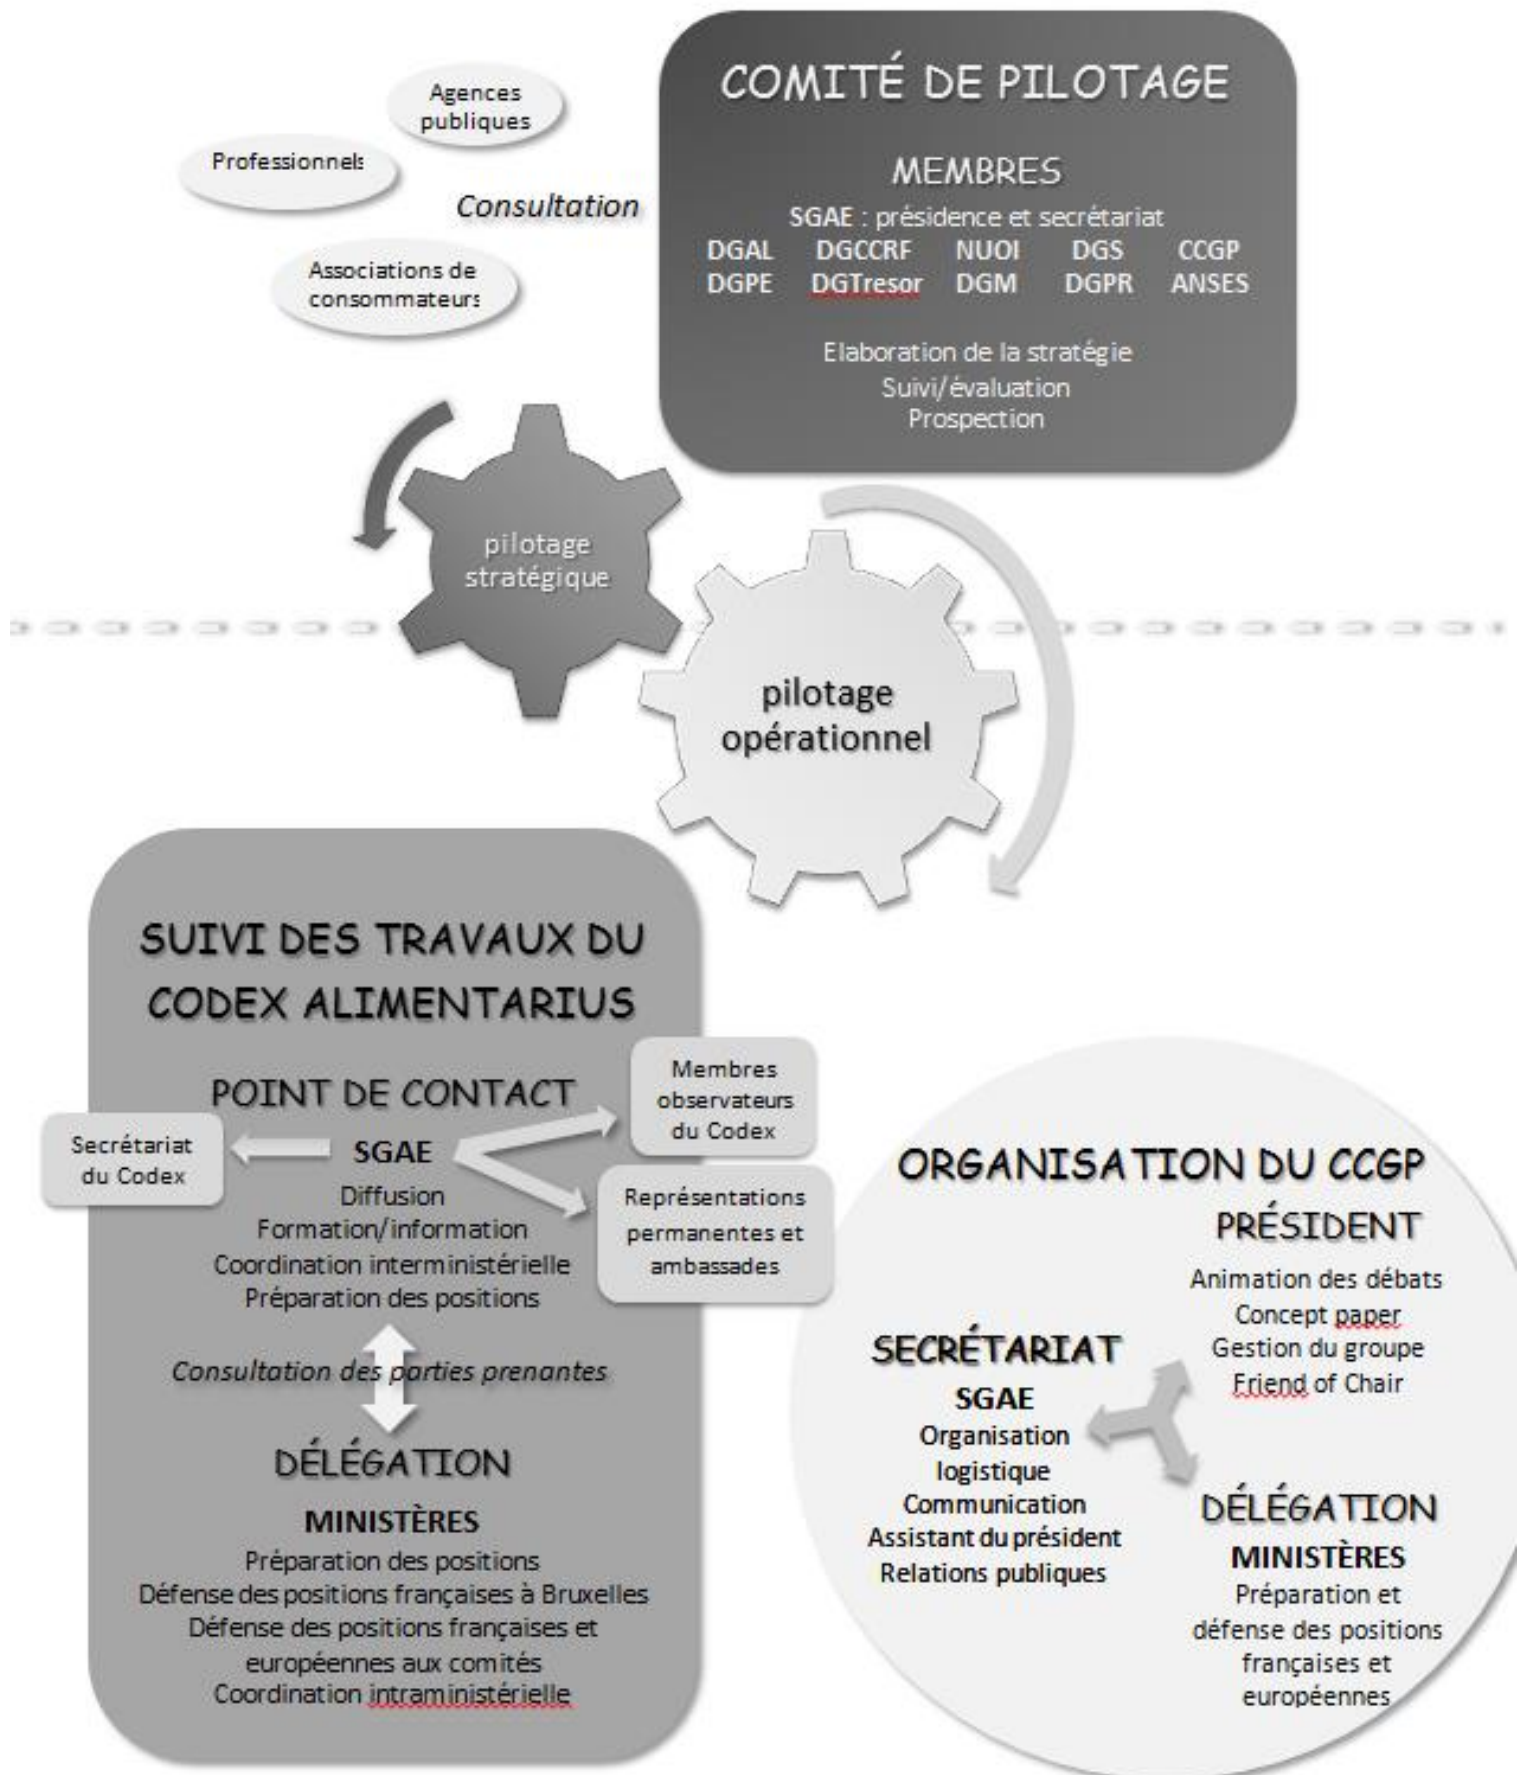 Agences
publiques
Professionnels
Consultation
Associations de
consommateurs
COMITÉ DE PILOTAGE
MEMBRES
SGAE : présidence et secrétariat
DGAL DGCCRF NUOI DGS CCGP
DGPE DGTresor DGM DGPR ANSES
Elaboration de la stratégie
Suivi/évaluation
Prospection
pilotage
stratégique
pilotage
opérationnel
SUIVI DES TRAVAUX DU
CODEX ALIMENTARIUS
POINT DE CONTACT
SGAE
Secrétariat
du Codex
Membres
observateurs
du Codex
Représentations
permanentes et
ambassades
Diffusion
Formation/information
Coordination interministérielle
Préparation des positions
Consultation des parties prenantes
DÉLÉGATION
MINISTÈRES
Préparation des positions
Défense des positions françaises à Bruxelles
Défense des positions françaises et
européennes aux comités
Coordination intraministérielle
ORGANISATION DU CCGP
PRÉSIDENT
Animation des débats
Concept paper
Gestion du groupe
Friend of Chair
SECRÉTARIAT
SGAE
Organisation
logistique
Communication
Assistant du président
Relations publiques
DÉLÉGATION
MINISTÈRES
Préparation et
défense des positions
françaises et
européennes